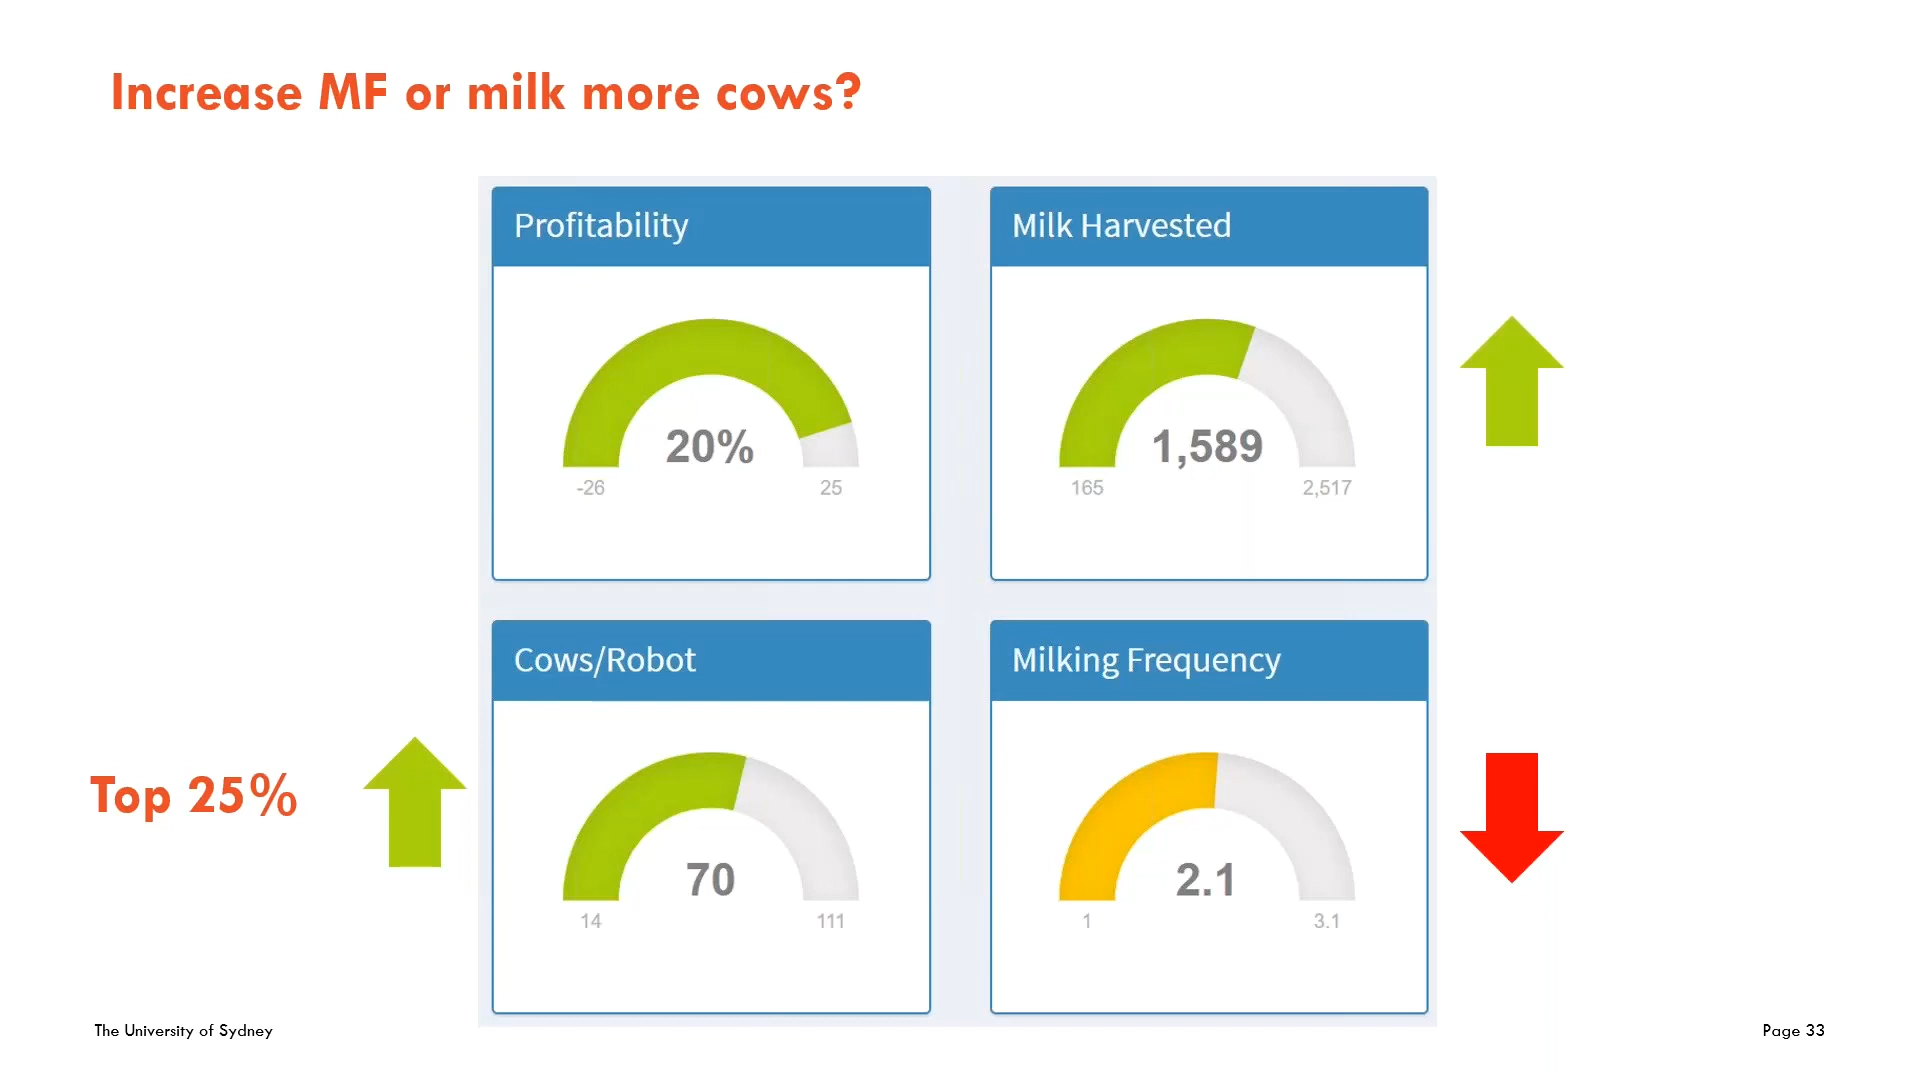 Increase MF or milk more cows?
Profitability
20%
-26
25
Milk Harvested
1,589
165
2,517
Top 25%
Cows/Robot
70
14
111
Milking Frequency
2.1
1
3.1
The University of Sydney
Page 33